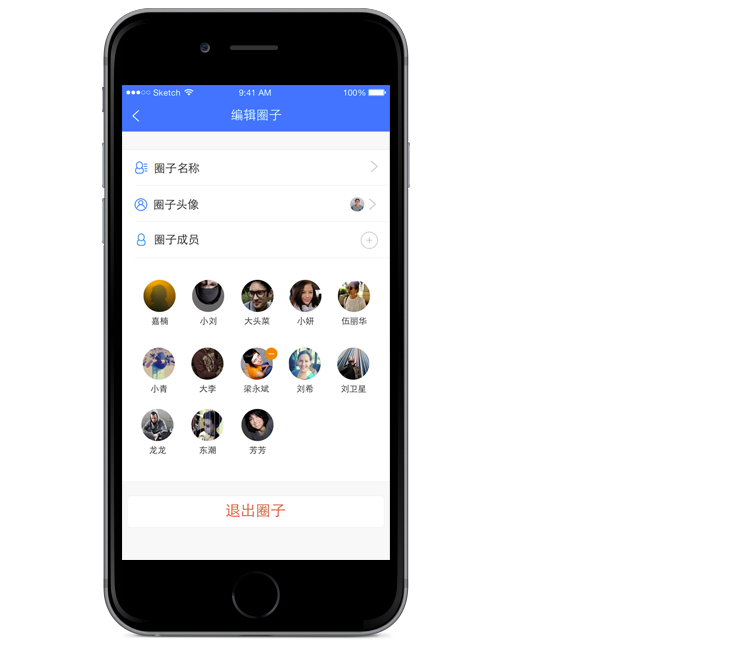 Sketch 9:41 AM 100%
编辑圈子
圈子名称
圈子头像
圈子成员
嘉楠 小刘 大头菜 小妍 伍丽华
小青 大李 梁永斌 刘希 刘卫星
龙龙 东潮 芳芳
退出圈子